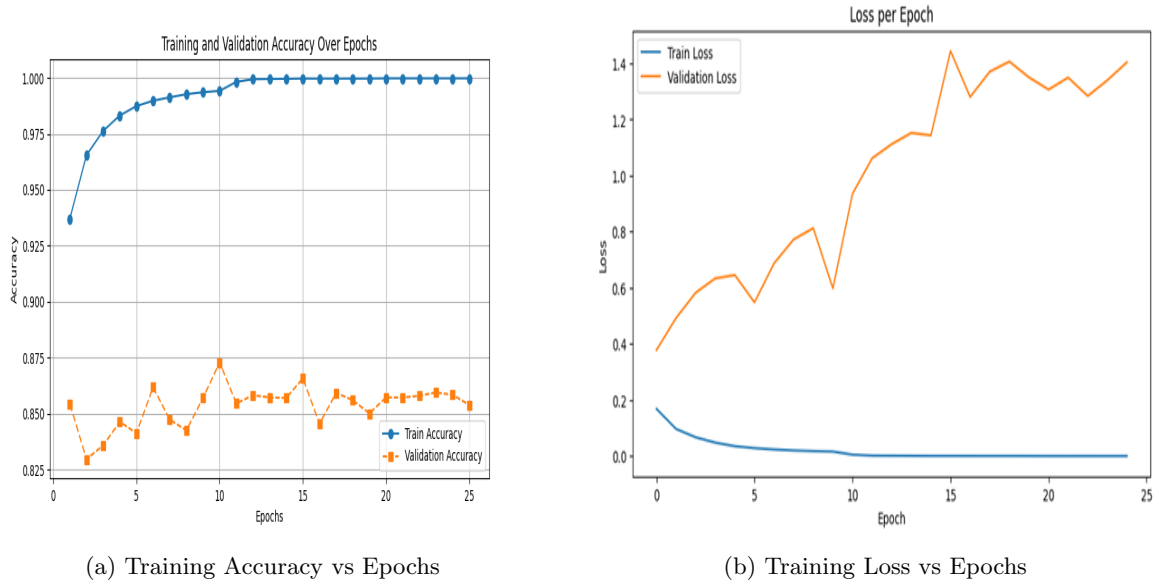 Training and Validation Accuracy Over Epochs
1.000
0.975
0.950
0.925
0.900
0.875
0.850
0.825
Accuracy
Train Accuracy
Validation Accuracy
0 5 10 15 20 25
Epochs
(a) Training Accuracy vs Epochs
Loss per Epoch
Train Loss
Validation Loss
1.4
1.2
1.0
0.8
0.6
0.4
0.2
0.0
Loss
0 5 10 15 20 25
Epoch
(b) Training Loss vs Epochs